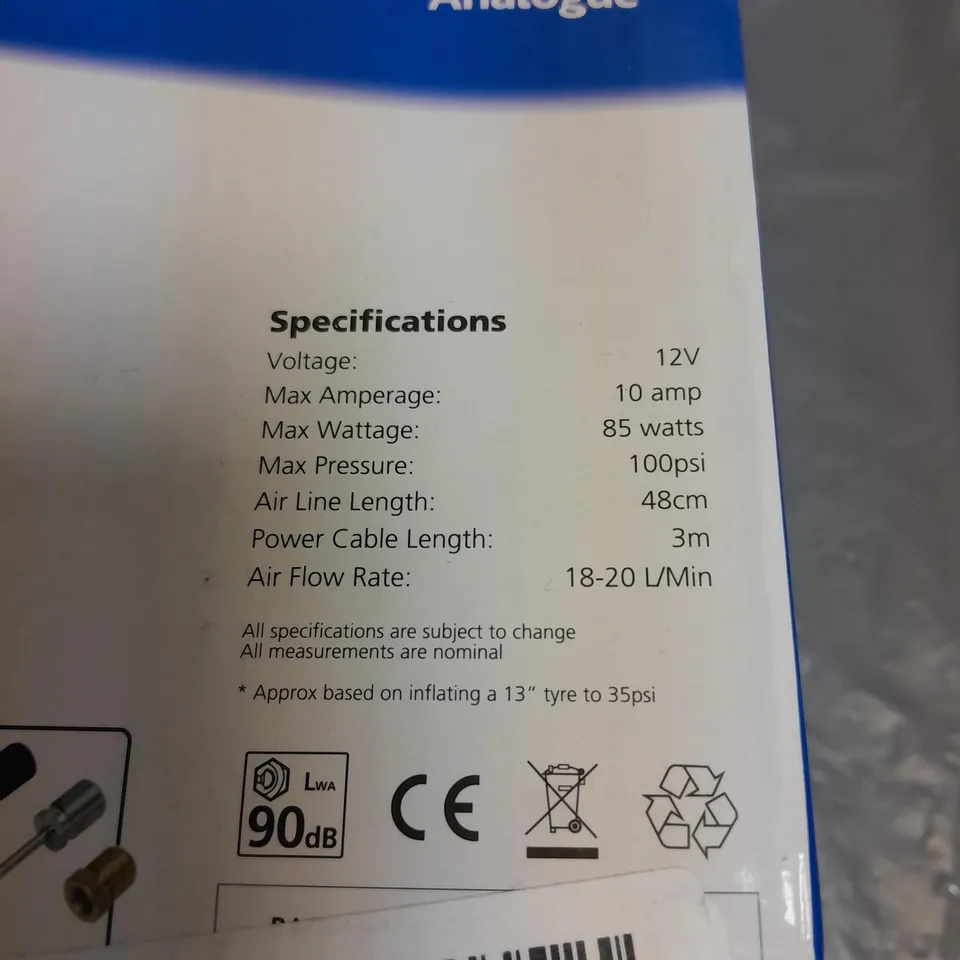 Analogue
Specifications
Voltage: 12V
Max Amperage: 10 amp
Max Wattage: 85 watts
Max Pressure: 100psi
Air Line Length: 48cm
Power Cable Length: 3m
Air Flow Rate: 18-20 L/Min
All specifications are subject to change
All measurements are nominal
* Approx based on inflating a 13” tyre to 35psi
LWA
90dB
CE